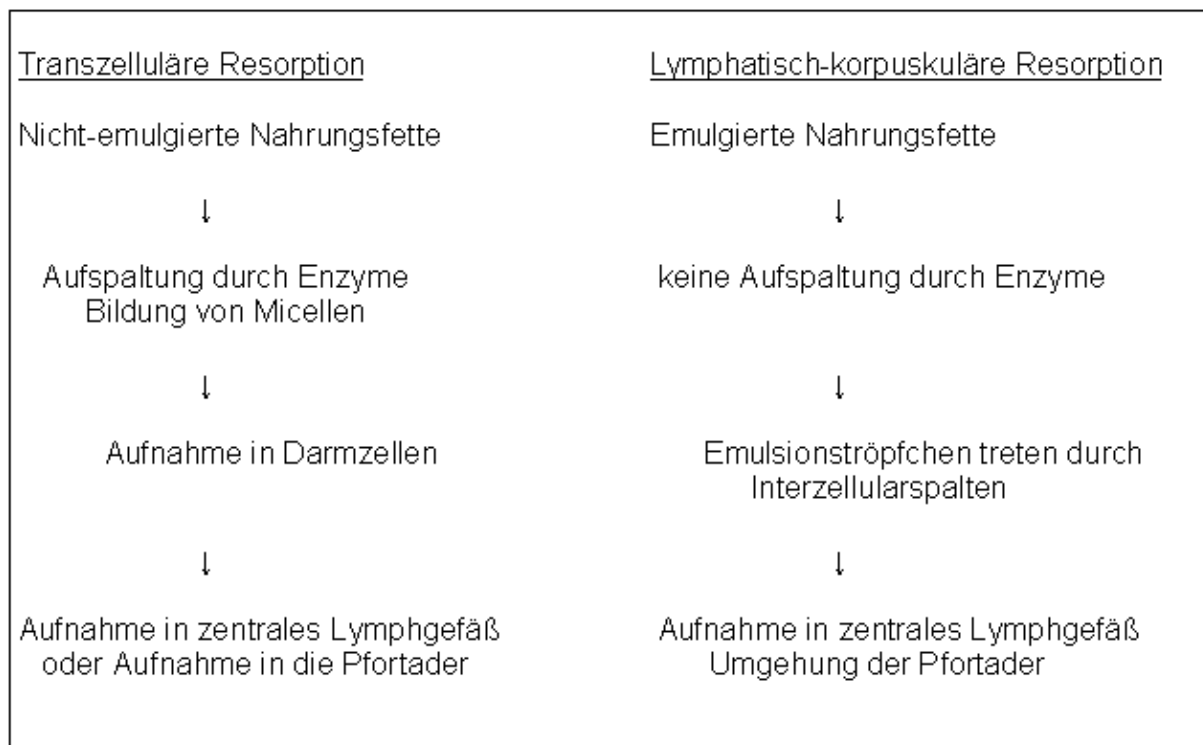 Transzelluläre Resorption
Nicht-emulgierte Nahrungsfette
↓
Aufspaltung durch Enzyme
Bildung von Micellen
↓
Aufnahme in Darmzellen
↓
Aufnahme in zentrales Lymphgefäß
oder Aufnahme in die Pfortader
Lymphatisch-korpuskuläre Resorption
Emulgierte Nahrungsfette
↓
keine Aufspaltung durch Enzyme
↓
Emulsionströpfchen treten durch
Interzellularspalten
↓
Aufnahme in zentrales Lymphgefäß
Umgehung der Pfortader